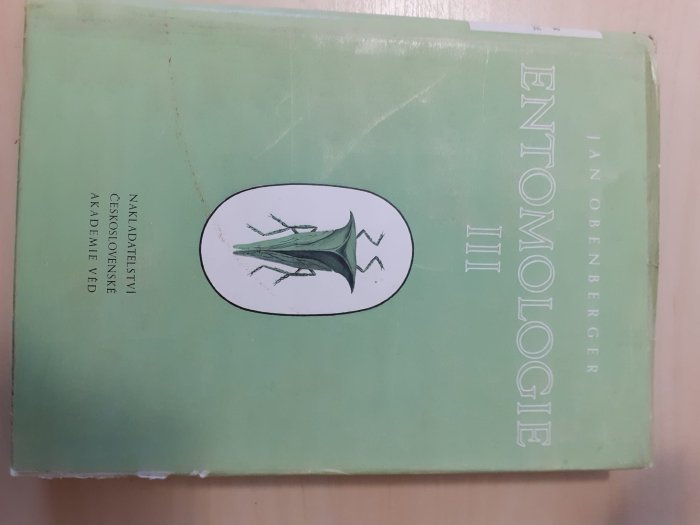 JAN OBENBERGER
ENTOMOLOGIE
III
NAKLADATELSTVÍ
ČESKOSLOVENSKÉ
AKADEMIE VĚD